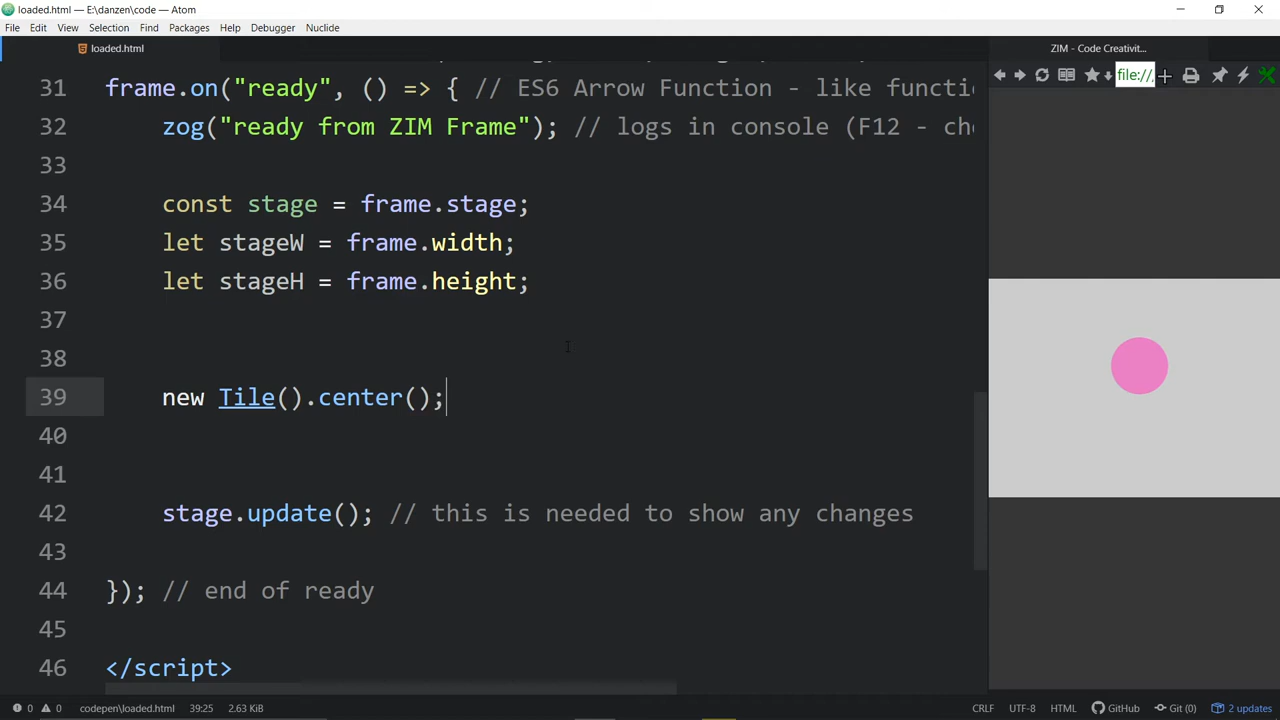 loaded.html — E:\danzen\code — Atom
File Edit View Selection Find Packages Help Debugger Nuclide
loaded.html
ZIM - Code Creativit...
file://
31 frame.on("ready", () => { // ES6 Arrow Function - like functio
32 zog("ready from ZIM Frame"); // logs in console (F12 - cho
33
34 const stage = frame.stage;
35 let stageW = frame.width;
36 let stageH = frame.height;
37
38
39 new Tile().center();
40
41
42 stage.update(); // this is needed to show any changes
43
44 }); // end of ready
45
46 </script>
0 0 codepen\loaded.html 39:25 2.63 KiB CRLF UTF-8 HTML GitHub Git (0) 2 updates